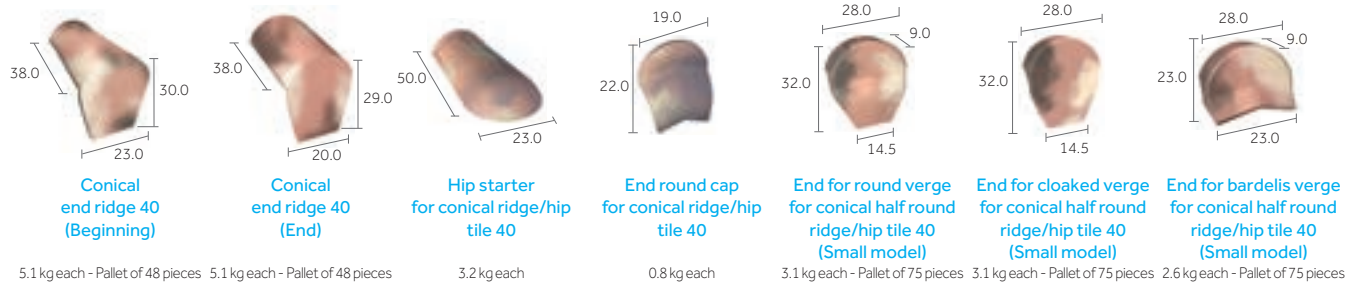 38.0
30.0
23.0
Conical
end ridge 40
(Beginning)
5.1 kg each - Pallet of 48 pieces
38.0
29.0
20.0
Conical
end ridge 40
(End)
5.1 kg each - Pallet of 48 pieces
50.0
23.0
Hip starter
for conical ridge/hip
tile 40
3.2 kg each
19.0
22.0
End round cap
for conical ridge/hip
tile 40
0.8 kg each
28.0
9.0
32.0
14.5
End for round verge
for conical half round
ridge/hip tile 40
(Small model)
3.1 kg each - Pallet of 75 pieces
28.0
32.0
14.5
End for cloaked verge
for conical half round
ridge/hip tile 40
(Small model)
3.1 kg each - Pallet of 75 pieces
28.0
9.0
23.0
23.0
End for bardelis verge
for conical half round
ridge/hip tile 40
(Small model)
2.6 kg each - Pallet of 75 pieces